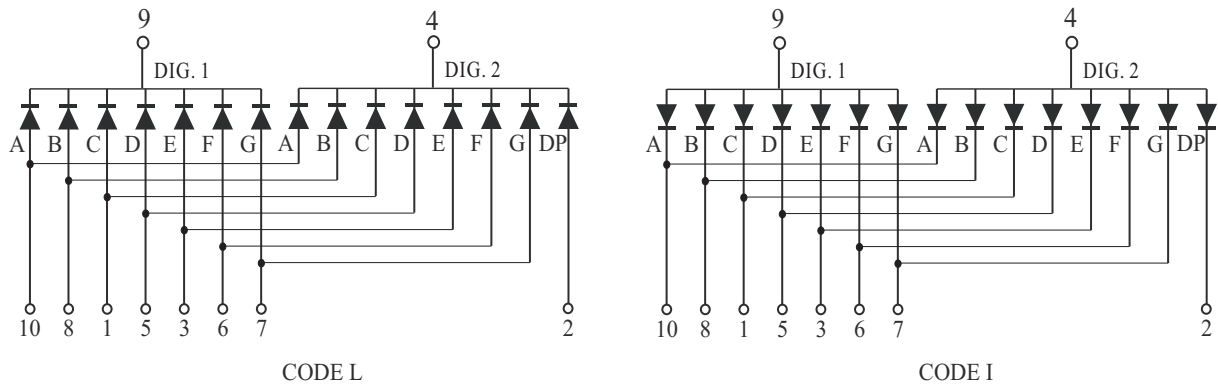 9 4 9 4
DIG. 1 DIG. 2 DIG. 1 DIG. 2
A B C D E F G A B C D E F G DP A B C D E F G A B C D E F G DP
10 8 1 5 3 6 7 2 10 8 1 5 3 6 7 2
CODE L CODE I